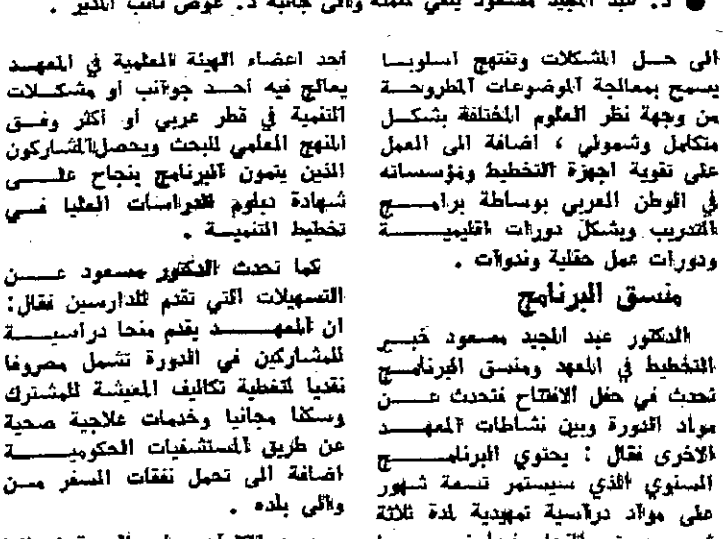 ● د. عبد المجيد مسعود يلقي كلمته والى جانبه د. عوض نائب المدير .
الى حل المشكلات وتنتهج اسلوبا
يسمح بمعالجة الموضوعات المطروحة
من وجهة نظر العلوم المختلفة بشكل
متكامل وشمولي ، اضافة الى العمل
على تقوية اجهزة التخطيط ومؤسساته
في الوطن العربي بوساطة برامج
التدريب وبشكل دورات اقليمية
ودورات عمل حقلية وندوات .
منسق البرنامج
الدكتور عبد المجيد مسعود خبير
التخطيط في المعهد ومنسق البرنامج
تحدث في حفل الافتتاح فتحدث عن
مواد الدورة وبين نشاطات المعهد
الاخرى فقال : يحتوي البرنامج
السنوي الذي سيستمر تسعة شهور
على مواد دراسية تمهيدية لمدة ثلاثة
أحد اعضاء الهيئة العلمية في المعهد
يعالج فيه أحد جوانب أو مشكلات
التنمية في قطر عربي أو أكثر وفق
المنهج العلمي للبحث ويحصل المشاركون
الذين يتمون البرنامج بنجاح على
شهادة دبلوم الدراسات العليا في
تخطيط التنمية .
كما تحدث الدكتور مسعود عن
التسهيلات التي تقدم للدارسين فقال:
ان المعهد يقدم منحا دراسية
للمشاركين في الدورة تشمل مصروفا
نقديا لتغطية تكاليف المعيشة للمشترك
وسكنا مجانيا وخدمات علاجية صحية
عن طريق المستشفيات الحكومية
اضافة الى تحمل نفقات السفر من
والى بلده .